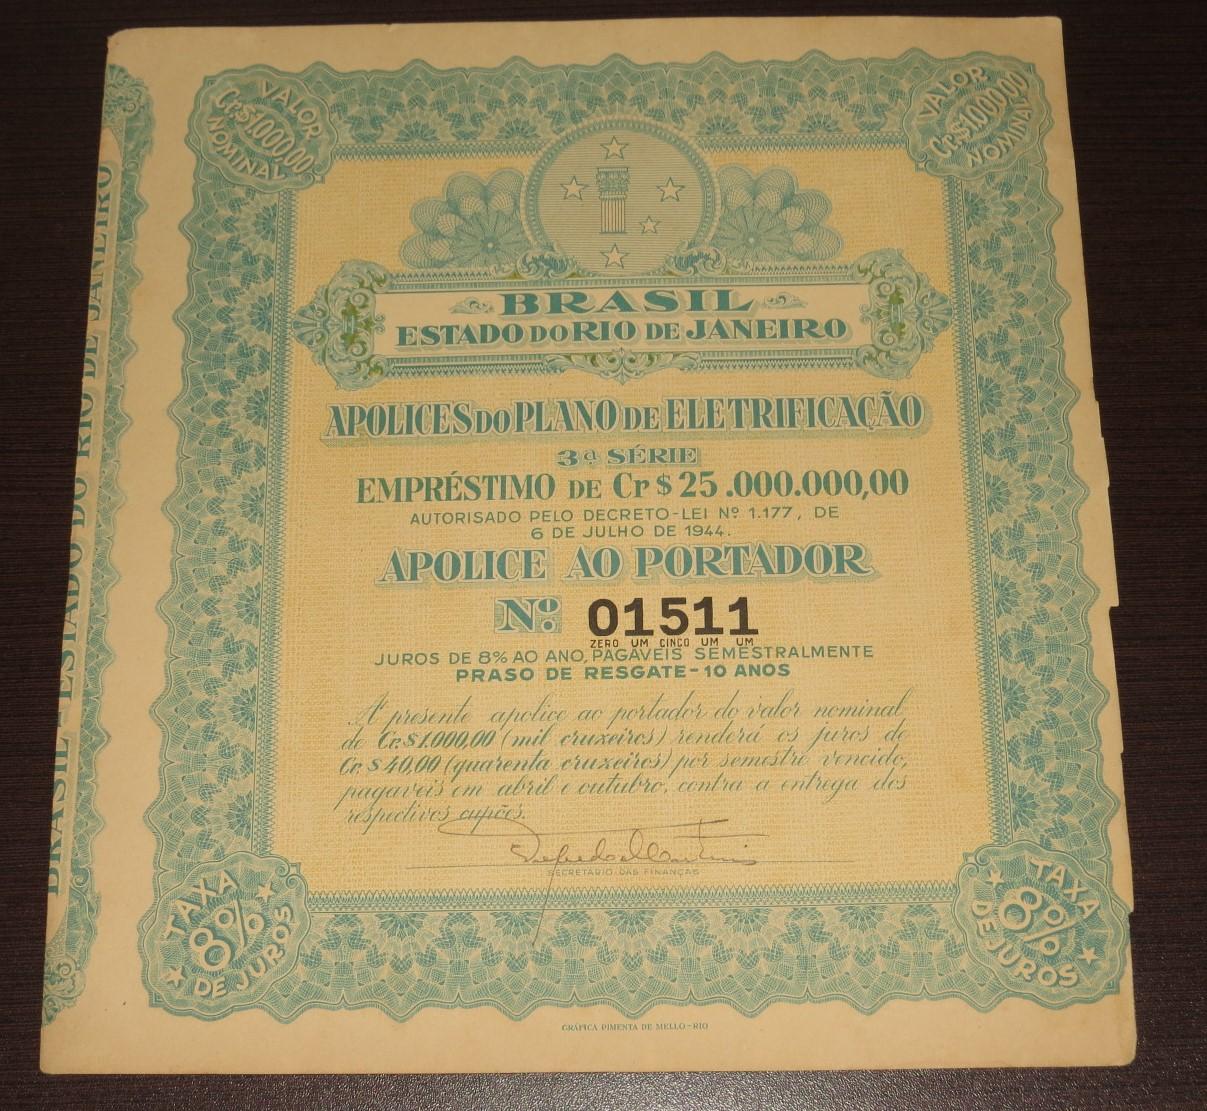 VALOR
Cr.$1.000,00
NOMINAL
VALOR
Cr.$1.000,00
NOMINAL
BRASIL
ESTADO DO RIO DE JANEIRO
APOLICES DO PLANO DE ELETRIFICAÇÃO
3ª SÉRIE
EMPRÉSTIMO DE Cr $ 25.000.000,00
AUTORISADO PELO DECRETO-LEI Nº 1.177, DE
6 DE JULHO DE 1944.
APOLICE AO PORTADOR
Nº 01511
ZERO UM CINCO UM UM
JUROS DE 8% AO ANO, PAGÁVEIS SEMESTRALMENTE
PRASO DE RESGATE - 10 ANOS
A presente apolice ao portador do valor nominal
de Cr.$1.000,00 (mil cruzeiros) renderá os juros de
Cr.$40,00 (quarenta cruzeiros) por semestre vencido,
pagaveis em abril e outubro, contra a entrega dos
respectivos cupões.
SECRETARIO DAS FINANÇAS
TAXA
8%
DE JUROS
TAXA
8%
DE JUROS
GRÁFICA PIMENTA DE MELLO - RIO
BRASIL - ESTADO DO RIO DE JANEIRO